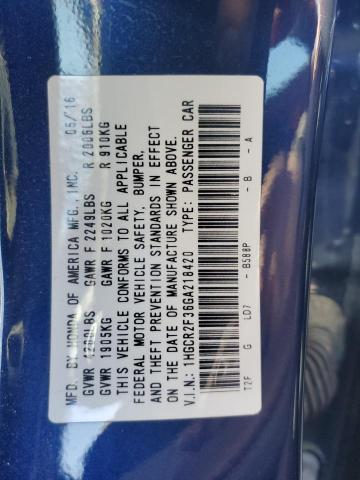 MFD. BY HONDA OF AMERICA MFG., INC. 05/16
GVWR 4200LBS GAWR F 2249LBS R 2006LBS
GVWR 1905KG GAWR F 1020KG R 910KG
THIS VEHICLE CONFORMS TO ALL APPLICABLE
FEDERAL MOTOR VEHICLE SAFETY, BUMPER,
AND THEFT PREVENTION STANDARDS IN EFFECT
ON THE DATE OF MANUFACTURE SHOWN ABOVE.
V.I.N.: 1HGCR2F36GA218420 TYPE: PASSENGER CAR
T2F G LD7 - B588P - B - A